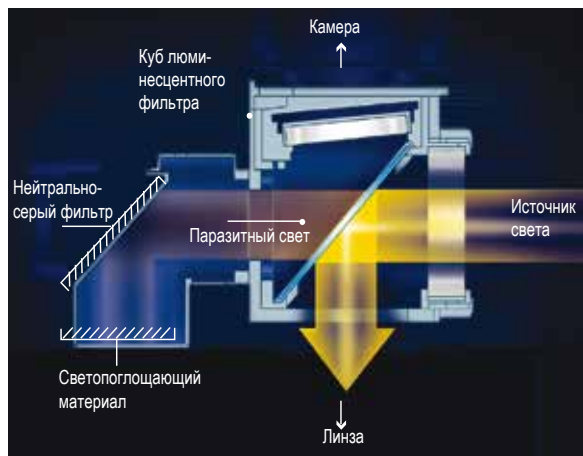 Камера
Куб люми-
несцентного
фильтра
Нейтрально-
серый фильтр
Паразитный свет
Источник
света
Светопоглощающий
материал
Линза